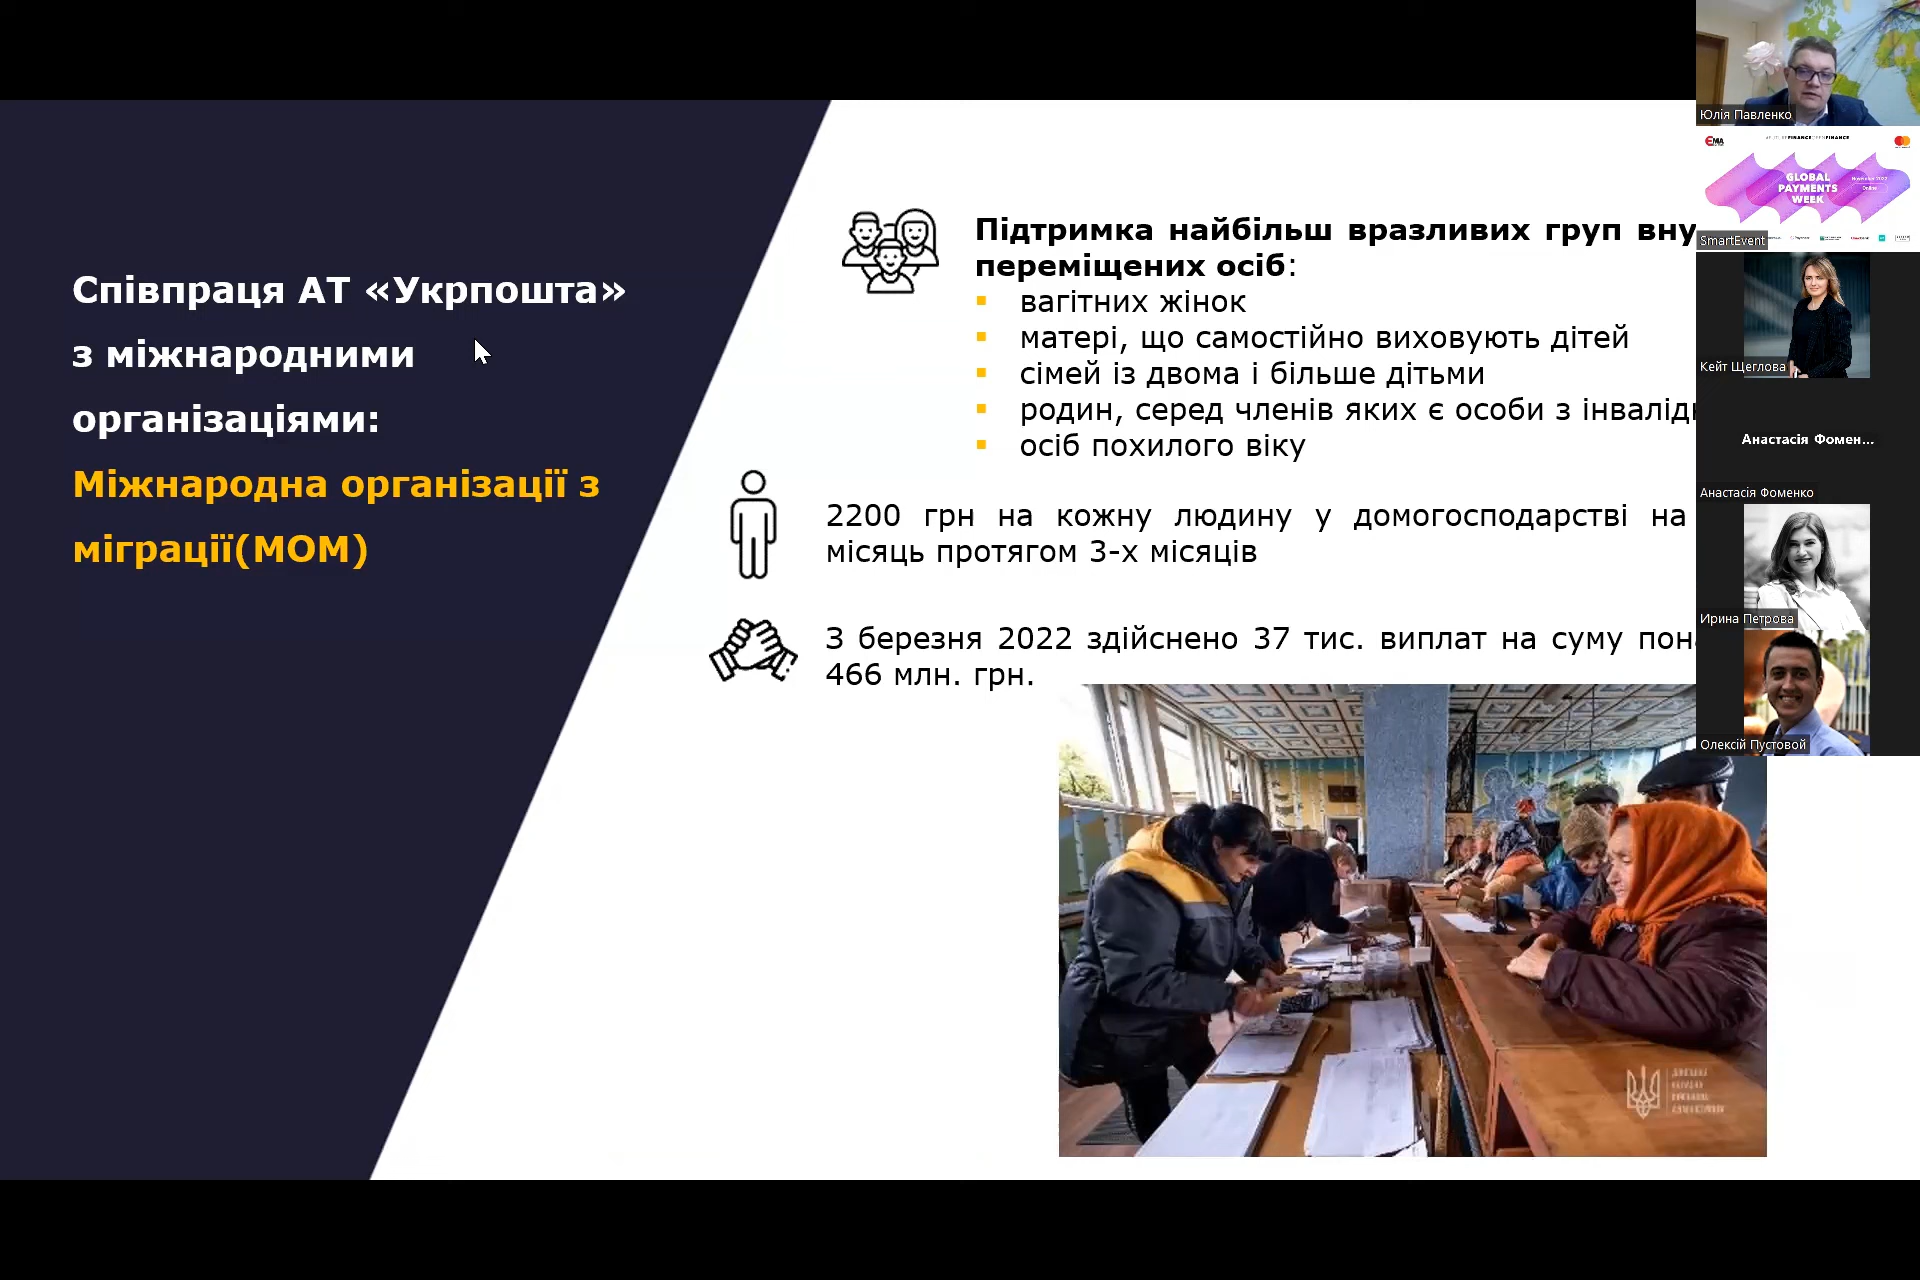 Співпраця АТ «Укрпошта»
з міжнародними
організаціями:
Міжнародна організації з
міграції(МОМ)
Підтримка найбільш вразливих груп вну
переміщених осіб:
вагітних жінок
матері, що самостійно виховують дітей
сімей із двома і більше дітьми
родин, серед членів яких є особи з інвалід
осіб похилого віку
2200 грн на кожну людину у домогосподарстві на
місяць протягом 3-х місяців
З березня 2022 здійснено 37 тис. виплат на суму пон
466 млн. грн.
Юлія Павленко
EMA
GLOBAL
PAYMENTS
WEEK
November 2022
Online
SmartEvent
Кейт Щеглова
Анастасія Фомен...
Анастасія Фоменко
Ирина Петрова
Олексій Пустовой